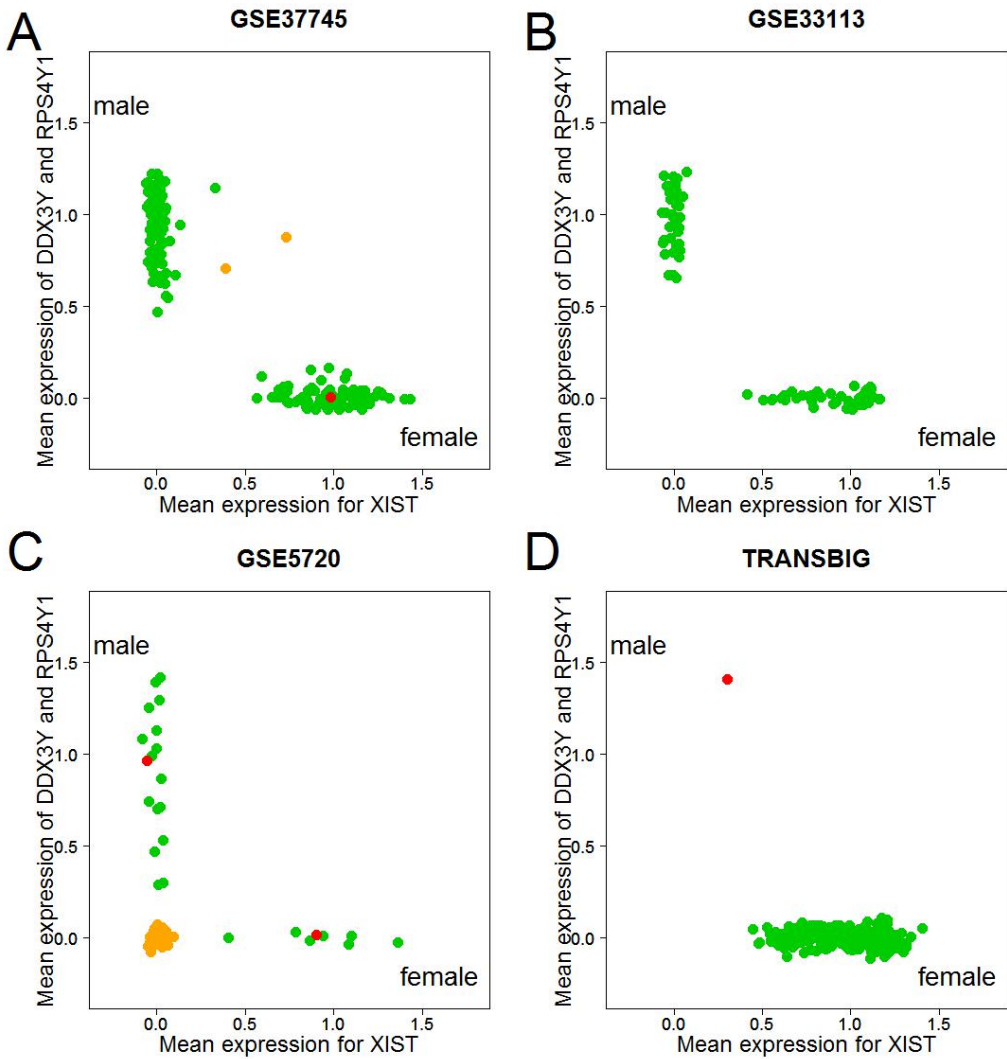 A
GSE37745
Mean expression of DDX3Y and RPS4Y1
male
1.5
1.0
0.5
0.0
female
0.0 0.5 1.0 1.5
Mean expression for XIST
B
GSE33113
Mean expression of DDX3Y and RPS4Y1
male
1.5
1.0
0.5
0.0
female
0.0 0.5 1.0 1.5
Mean expression for XIST
C
GSE5720
Mean expression of DDX3Y and RPS4Y1
male
1.5
1.0
0.5
0.0
female
0.0 0.5 1.0 1.5
Mean expression for XIST
D
TRANSBIG
Mean expression of DDX3Y and RPS4Y1
male
1.5
1.0
0.5
0.0
female
0.0 0.5 1.0 1.5
Mean expression for XIST